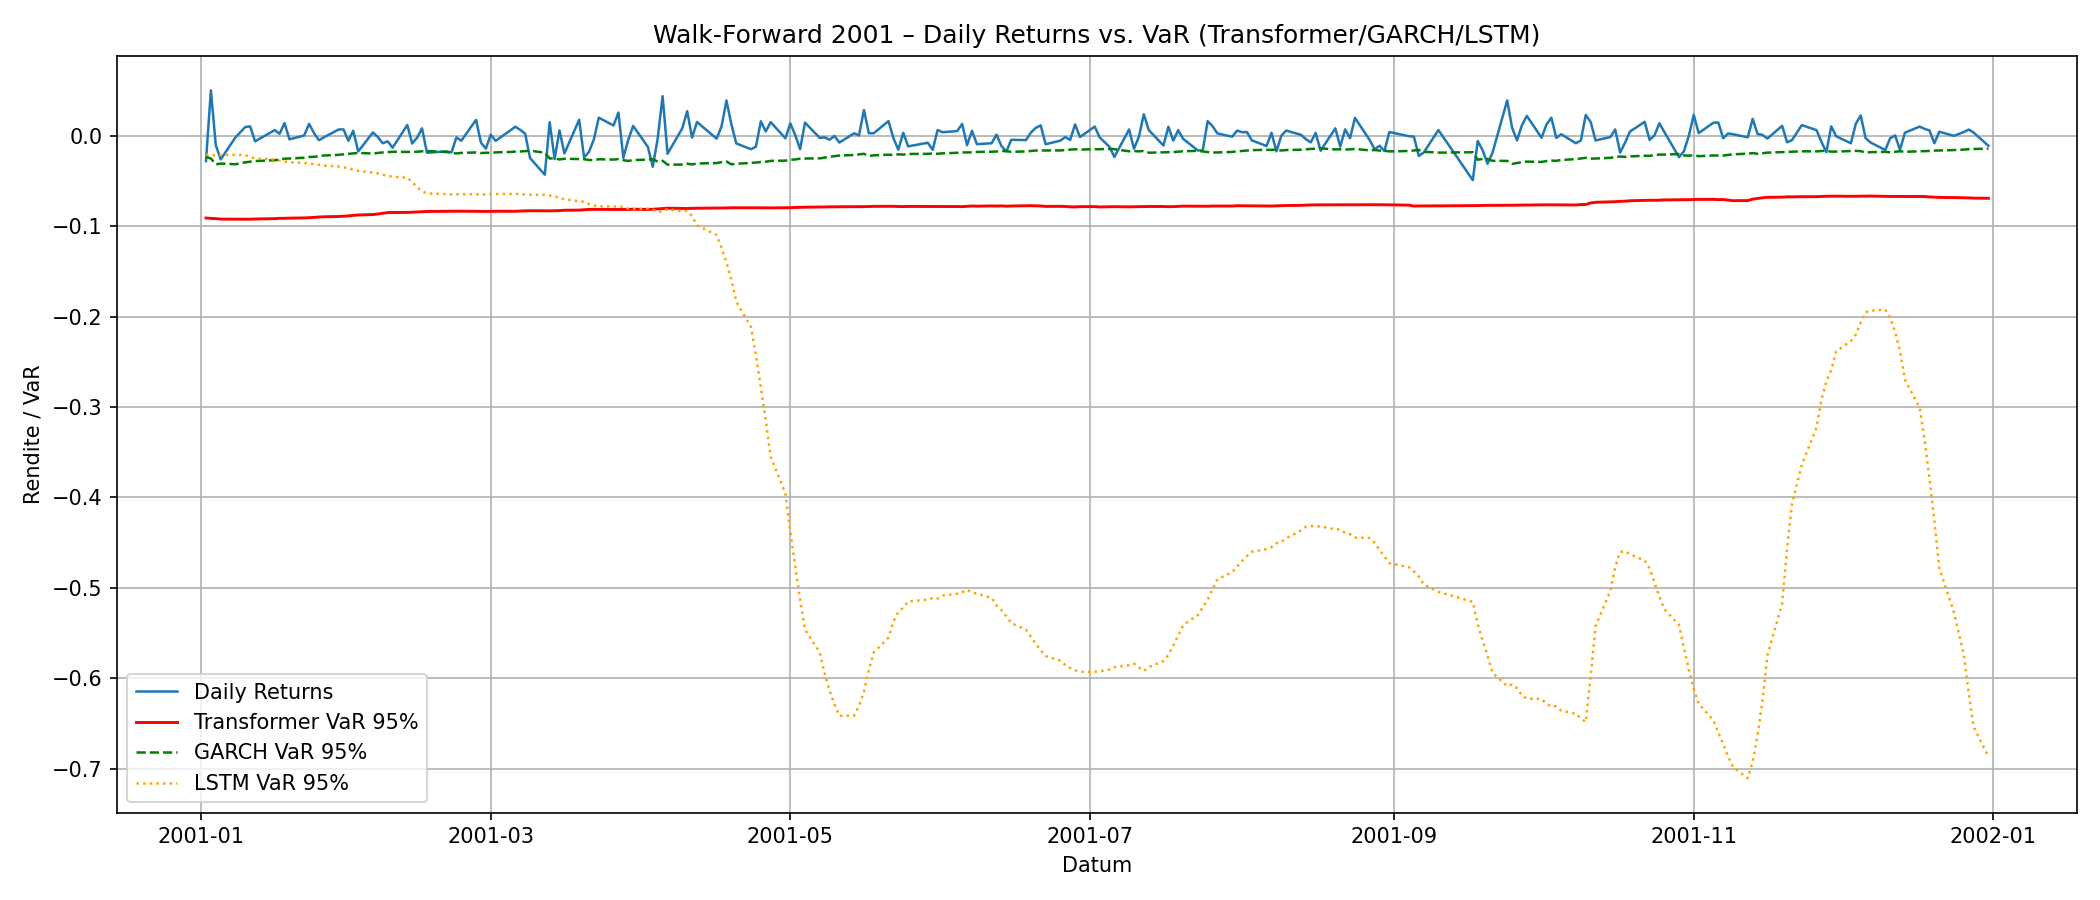 Walk-Forward 2001 – Daily Returns vs. VaR (Transformer/GARCH/LSTM)
Rendite / VaR
0.0
−0.1
−0.2
−0.3
−0.4
−0.5
−0.6
−0.7
Daily Returns
Transformer VaR 95%
GARCH VaR 95%
LSTM VaR 95%
2001-01 2001-03 2001-05 2001-07 2001-09 2001-11 2002-01
Datum